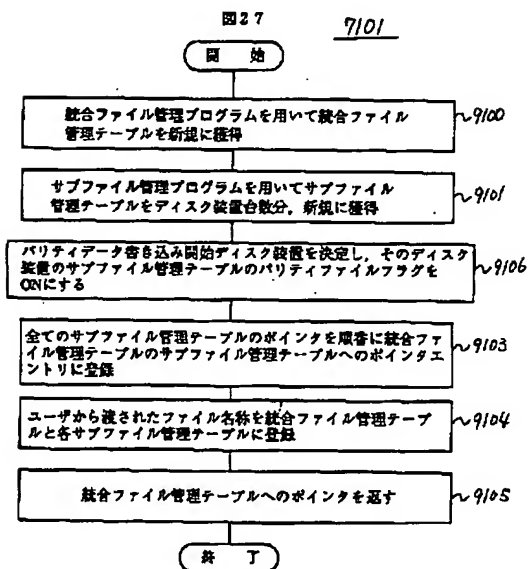 図27
7101
開 始
統合ファイル管理プログラムを用いて統合ファイル
管理テーブルを新規に獲得
~9100
サブファイル管理プログラムを用いてサブファイル
管理テーブルをディスク装置台数分,新規に獲得
~9101
パリティデータ書き込み開始ディスク装置を決定し,そのディスク
装置のサブファイル管理テーブルのパリティファイルフラグを
ONにする
~9106
全てのサブファイル管理テーブルのポインタを順番に統合ファ
イル管理テーブルのサブファイル管理テーブルへのポインタエ
ントリに登録
~9103
ユーザから渡されたファイル名称を統合ファイル管理テーブ
ルと各サブファイル管理テーブルに登録
~9104
統合ファイル管理テーブルへのポインタを返す
~9105
終 了